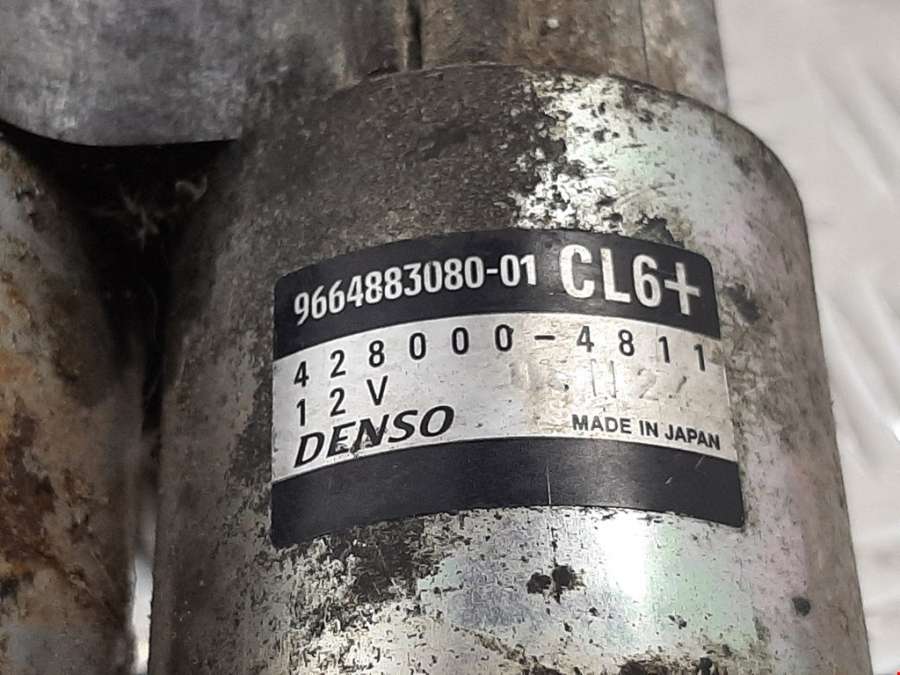 9664883080-01 CL6+
428000-4811
12V
DENSO MADE IN JAPAN